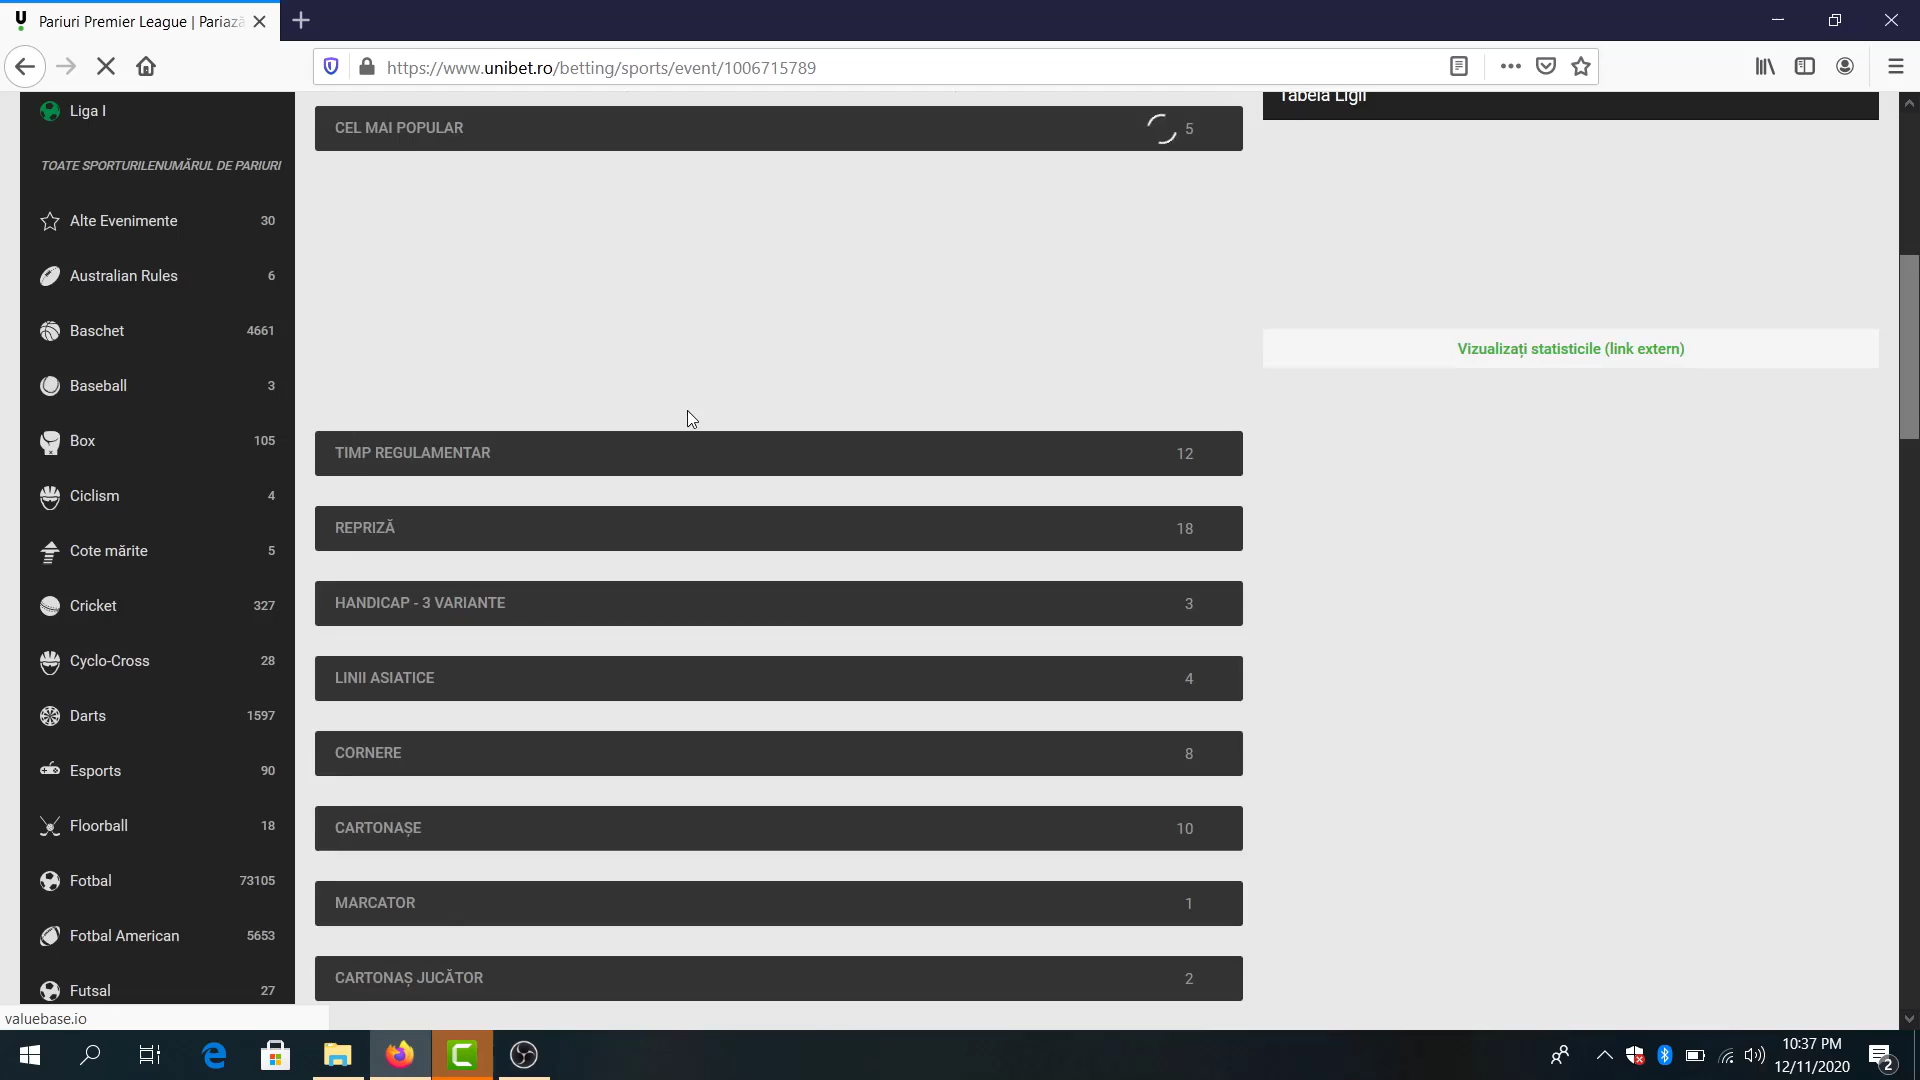 Pariuri Premier League | Pariază
https://www.unibet.ro/betting/sports/event/1006715789
Liga I
TOATE SPORTURILENUMĂRUL DE PARIURI
Alte Evenimente 30
Australian Rules 6
Baschet 4661
Baseball 3
Box 105
Ciclism 4
Cote mărite 5
Cricket 327
Cyclo-Cross 28
Darts 1597
Esports 90
Floorball 18
Fotbal 73105
Fotbal American 5653
Futsal 27
CEL MAI POPULAR 5
TIMP REGULAMENTAR 12
REPRIZĂ 18
HANDICAP - 3 VARIANTE 3
LINII ASIATICE 4
CORNERE 8
CARTONAȘE 10
MARCATOR 1
CARTONAȘ JUCĂTOR 2
Tabela Ligii
Vizualizați statisticile (link extern)
valuebase.io
10:37 PM
12/11/2020
2